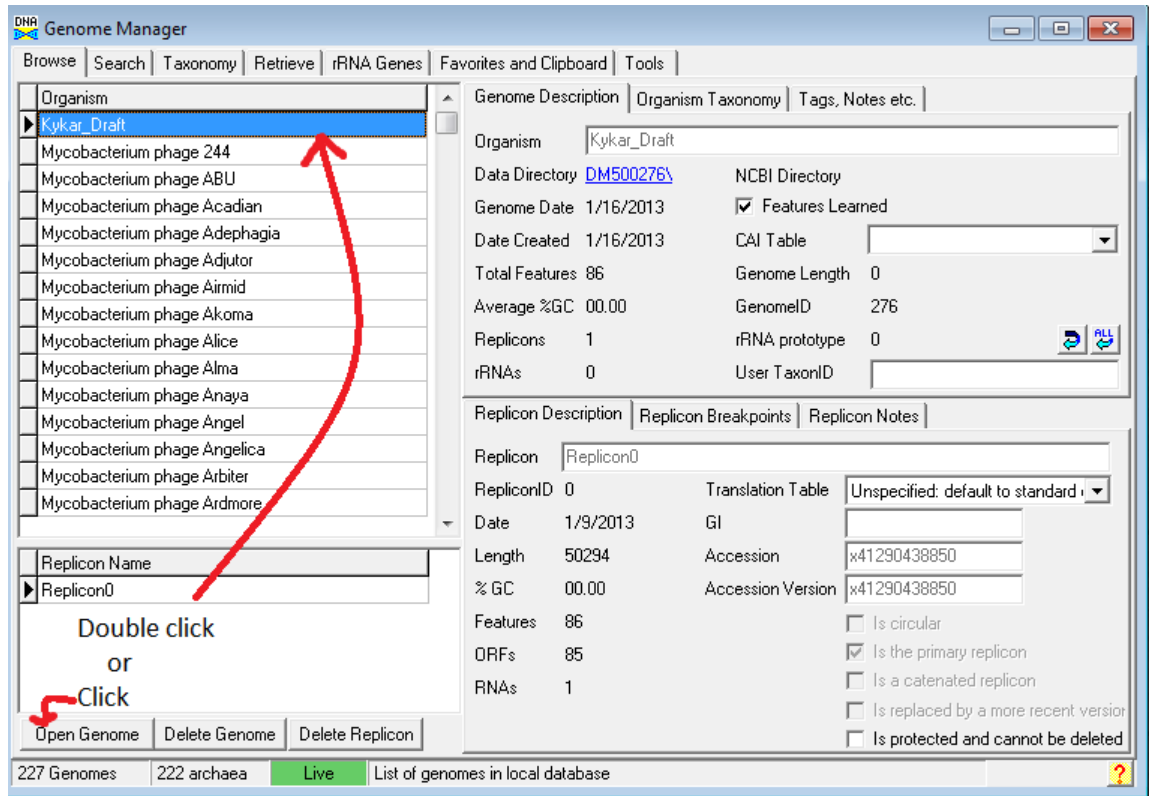 DNA Genome Manager
Browse Search Taxonomy Retrieve rRNA Genes Favorites and Clipboard Tools
Organism
Kykar_Draft
Mycobacterium phage 244
Mycobacterium phage ABU
Mycobacterium phage Acadian
Mycobacterium phage Adephagia
Mycobacterium phage Adjutor
Mycobacterium phage Airmid
Mycobacterium phage Akoma
Mycobacterium phage Alice
Mycobacterium phage Alma
Mycobacterium phage Anaya
Mycobacterium phage Angel
Mycobacterium phage Angelica
Mycobacterium phage Arbiter
Mycobacterium phage Ardmore
Replicon Name
Replicon0
Double click
or
Click
Open Genome Delete Genome Delete Replicon
Genome Description Organism Taxonomy Tags, Notes etc.
Organism Kykar_Draft
Data Directory DM500276\ NCBI Directory
Genome Date 1/16/2013 Features Learned
Date Created 1/16/2013 CAI Table
Total Features 86 Genome Length 0
Average %GC 00.00 GenomeID 276
Replicons 1 rRNA prototype 0 ALL
rRNAs 0 User TaxonID
Replicon Description Replicon Breakpoints Replicon Notes
Replicon Replicon0
RepliconID 0 Translation Table Unspecified: default to standard
Date 1/9/2013 GI
Length 50294 Accession x41290438850
% GC 00.00 Accession Version x41290438850
Features 86 Is circular
ORFs 85 Is the primary replicon
RNAs 1 Is a catenated replicon
Is replaced by a more recent version
Is protected and cannot be deleted
227 Genomes 222 archaea Live List of genomes in local database ?